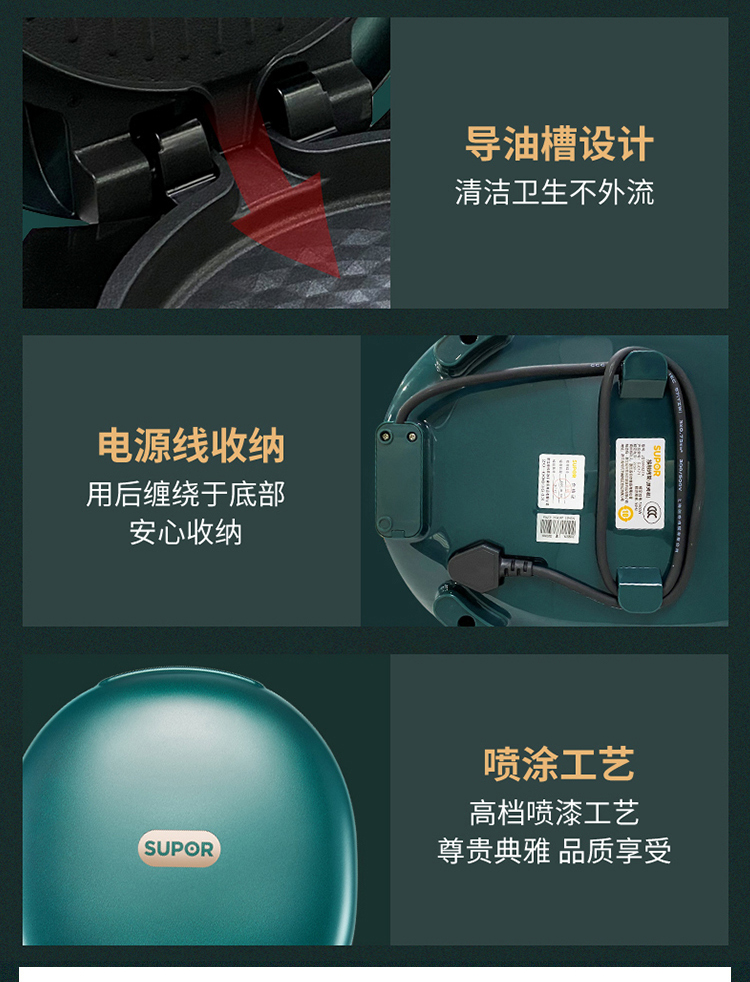 导油槽设计
清洁卫生不外流
电源线收纳
用后缠绕于底部
安心收纳
SUPOR
喷涂工艺
高档喷漆工艺
尊贵典雅 品质享受
SUPOR